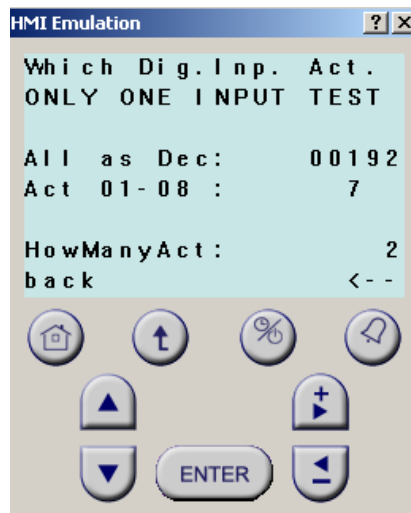 HMI Emulation ? ×
Which Dig.Inp. Act.
ONLY ONE INPUT TEST
All as Dec: 00192
Act 01-08 : 7
HowManyAct: 2
back <--
ENTER